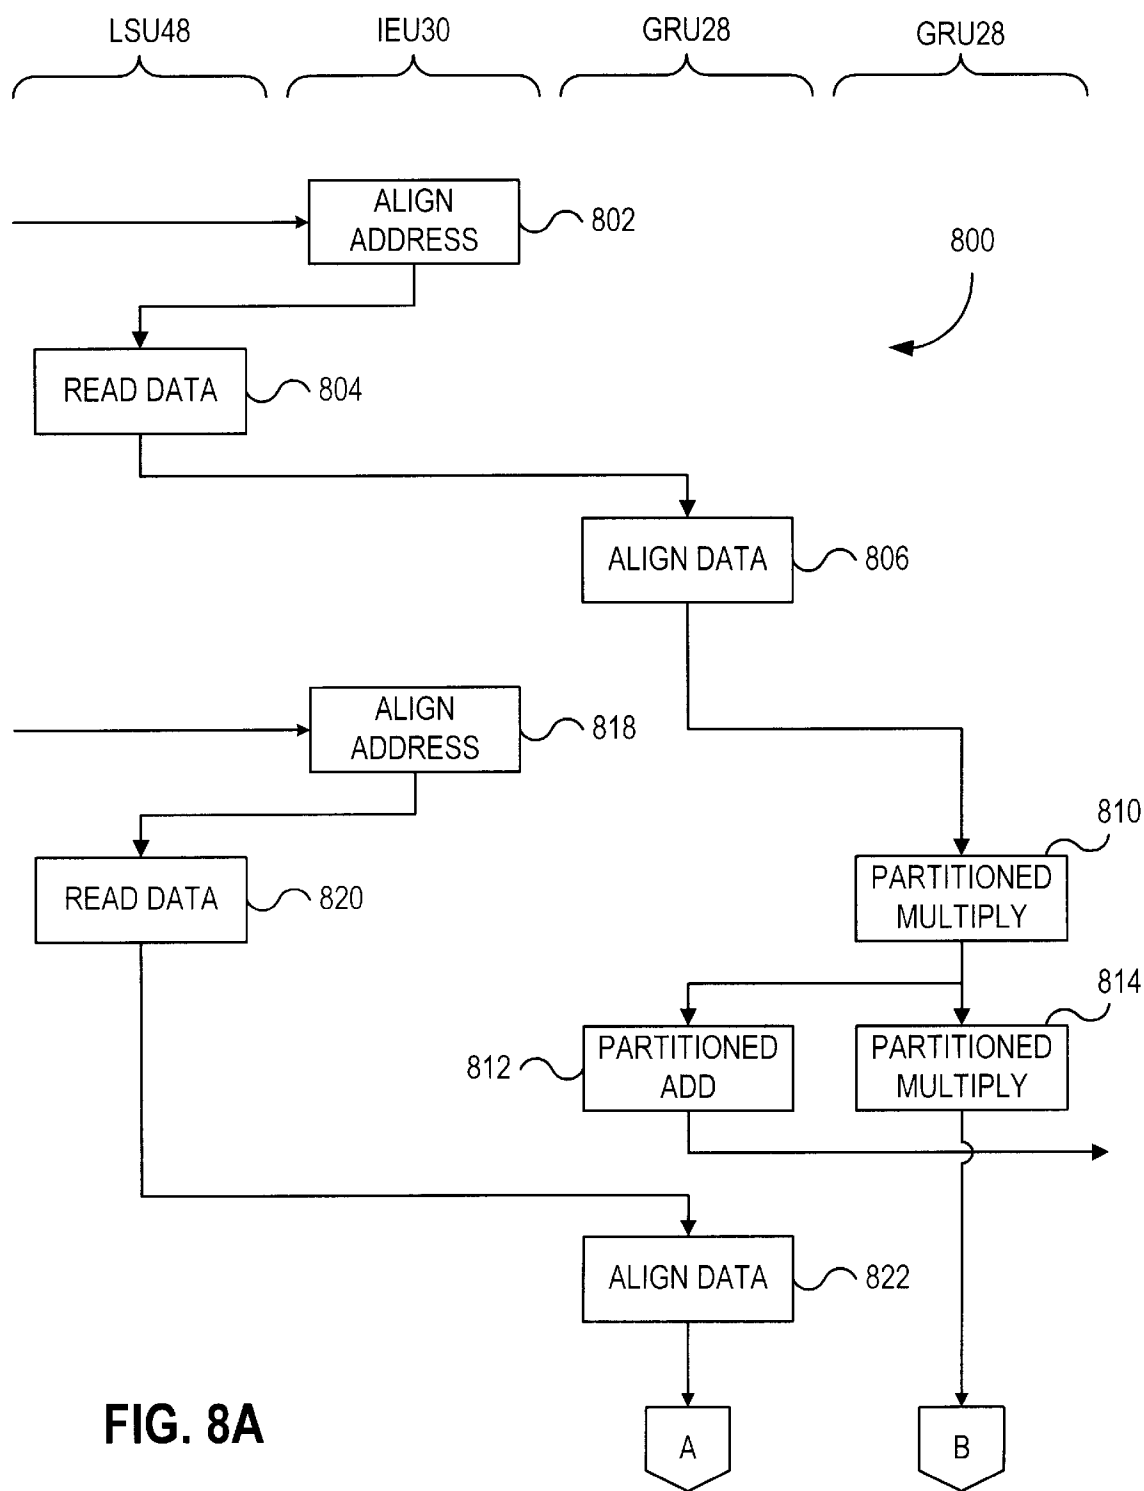 LSU48 IEU30 GRU28 GRU28
ALIGN
ADDRESS
802
800
READ DATA
804
ALIGN DATA
806
ALIGN
ADDRESS
818
810
READ DATA
820
PARTITIONED
MULTIPLY
814
812
PARTITIONED
ADD
PARTITIONED
MULTIPLY
ALIGN DATA
822
FIG. 8A
A
B